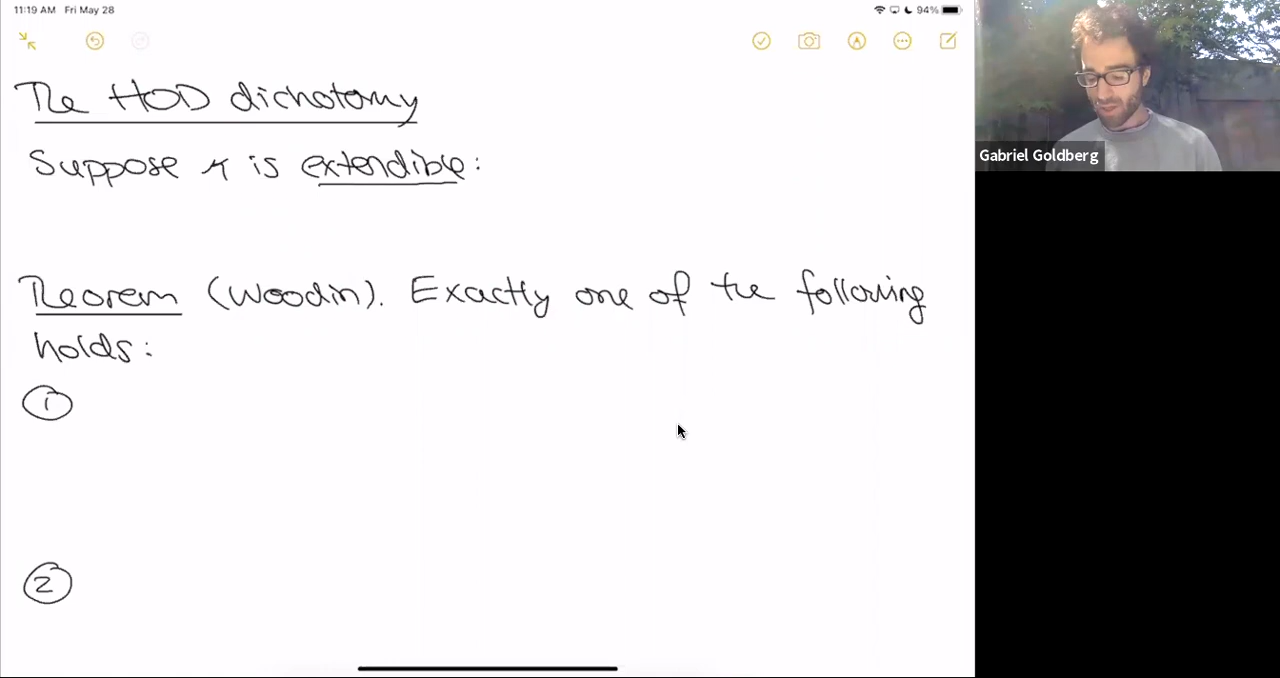 11:19 AM Fri May 28
94%
The HOD dichotomy
Suppose κ is extendible:
Theorem (Woodin). Exactly one of the following
holds:
①
②
Gabriel Goldberg